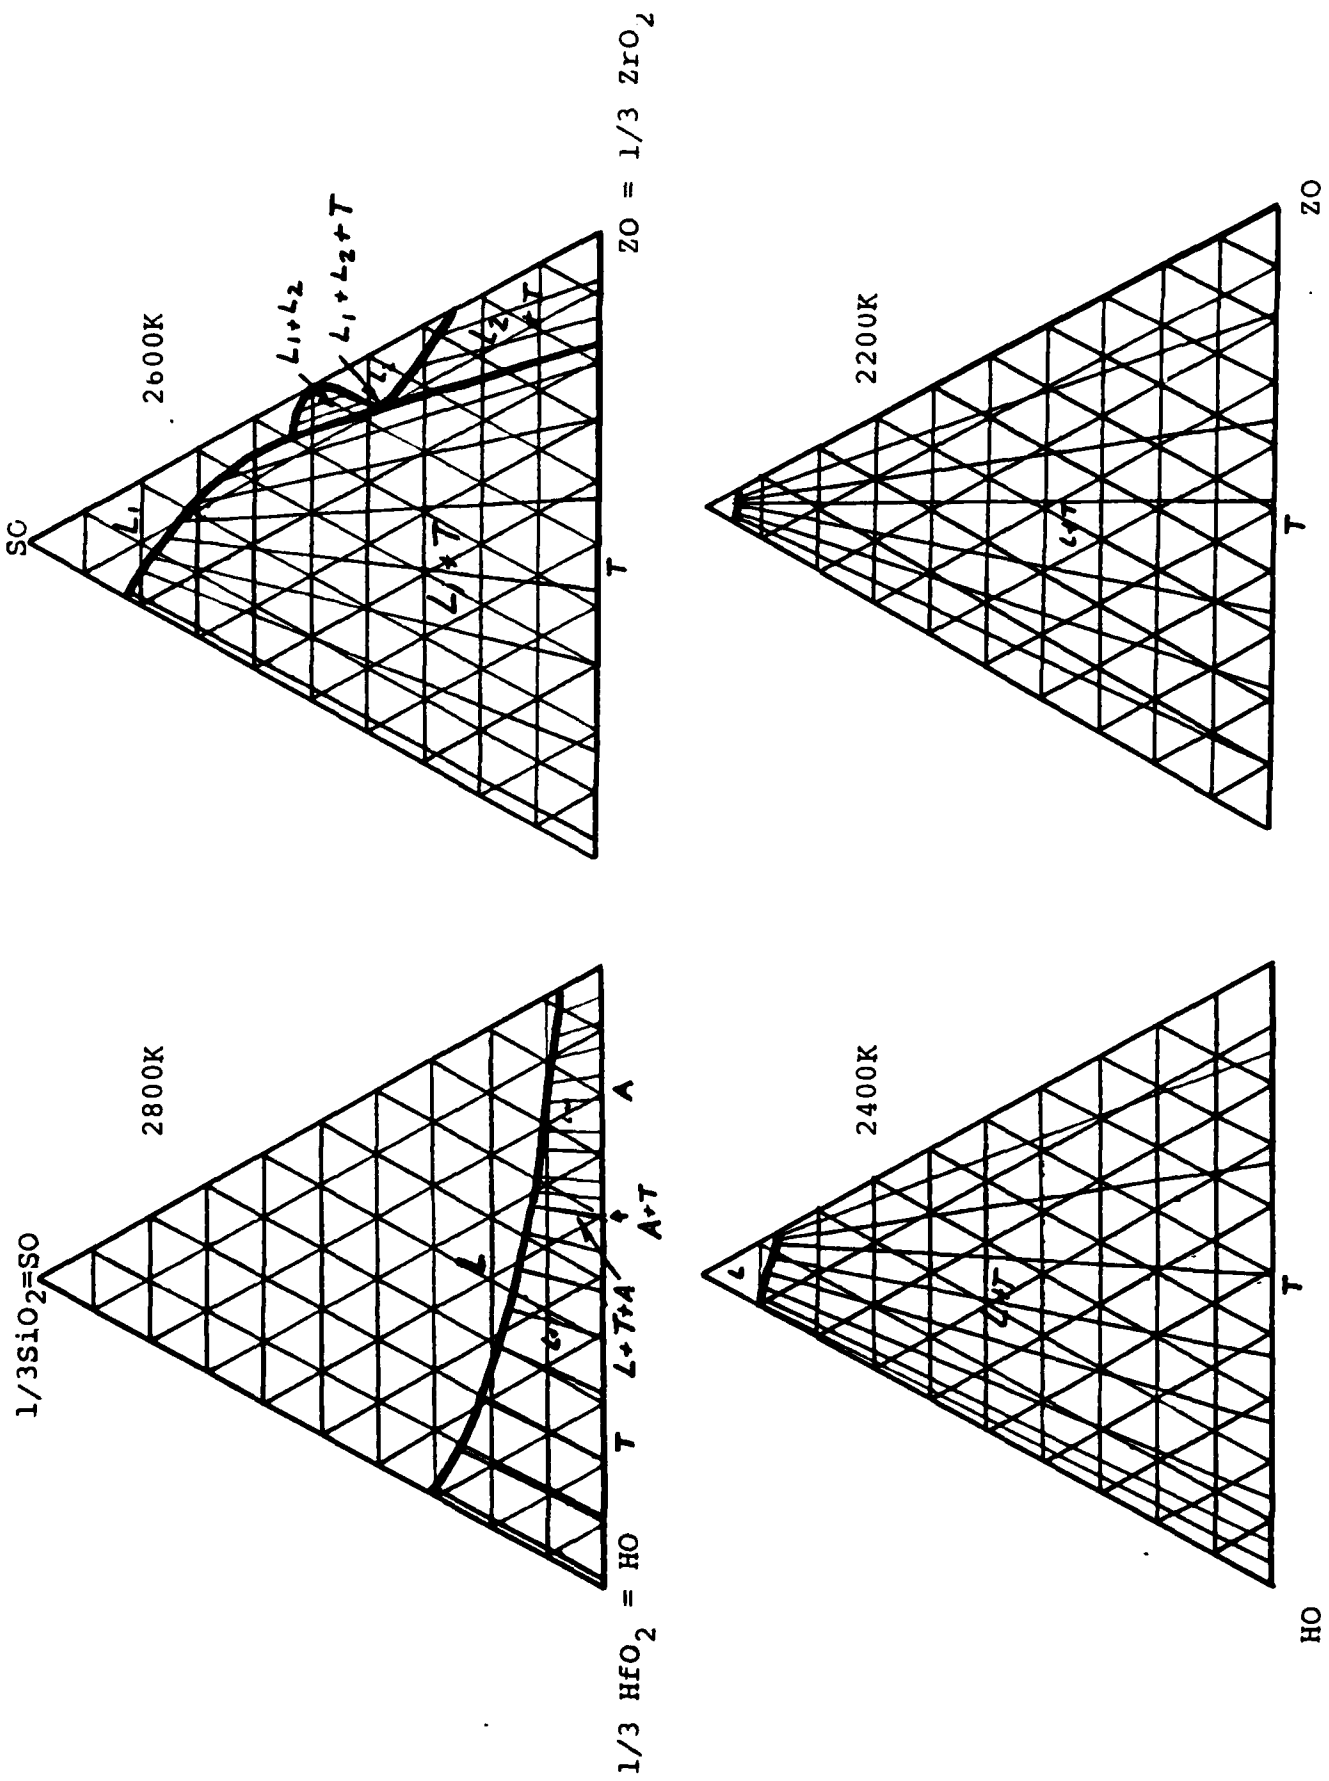 1/3SiO2=SO
2800K
L
L+T+A
A+T
T
A
1/3 HfO2 = HO
SO
2600K
L1
L1+L2
L1+L2+T
L1+T
L2
+T
T
ZO = 1/3 ZrO2
2400K
L
L+T
T
HO
2200K
L+T
T
ZO